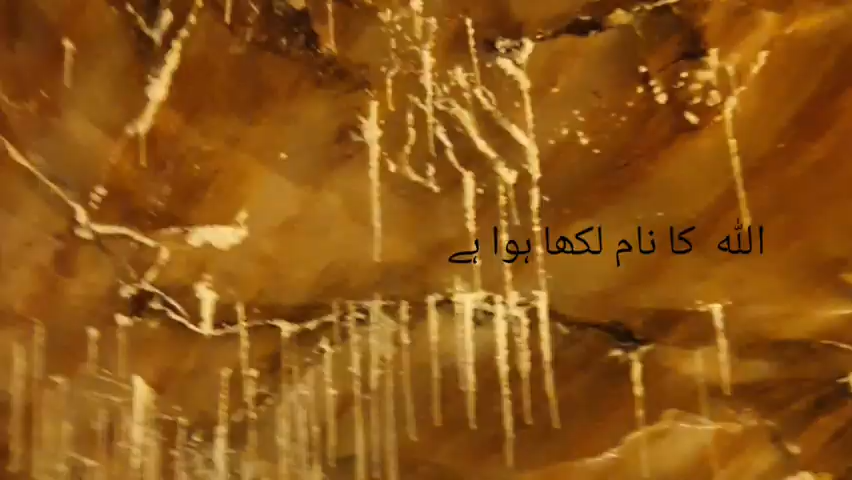 اللہ کا نام لکھا ہوا ہے